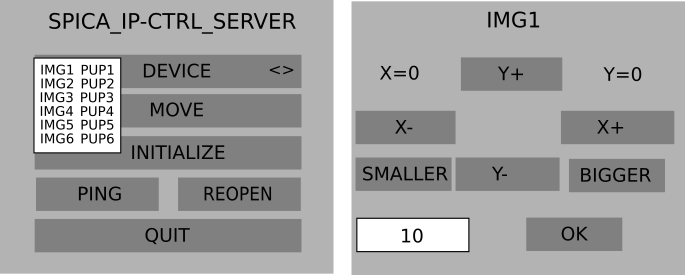 SPICA_IP-CTRL_SERVER
DEVICE <>
IMG1 PUP1
IMG2 PUP2
IMG3 PUP3
IMG4 PUP4
IMG5 PUP5
IMG6 PUP6
MOVE
INITIALIZE
PING REOPEN
QUIT
IMG1
X=0 Y+ Y=0
X- X+
SMALLER Y- BIGGER
10 OK